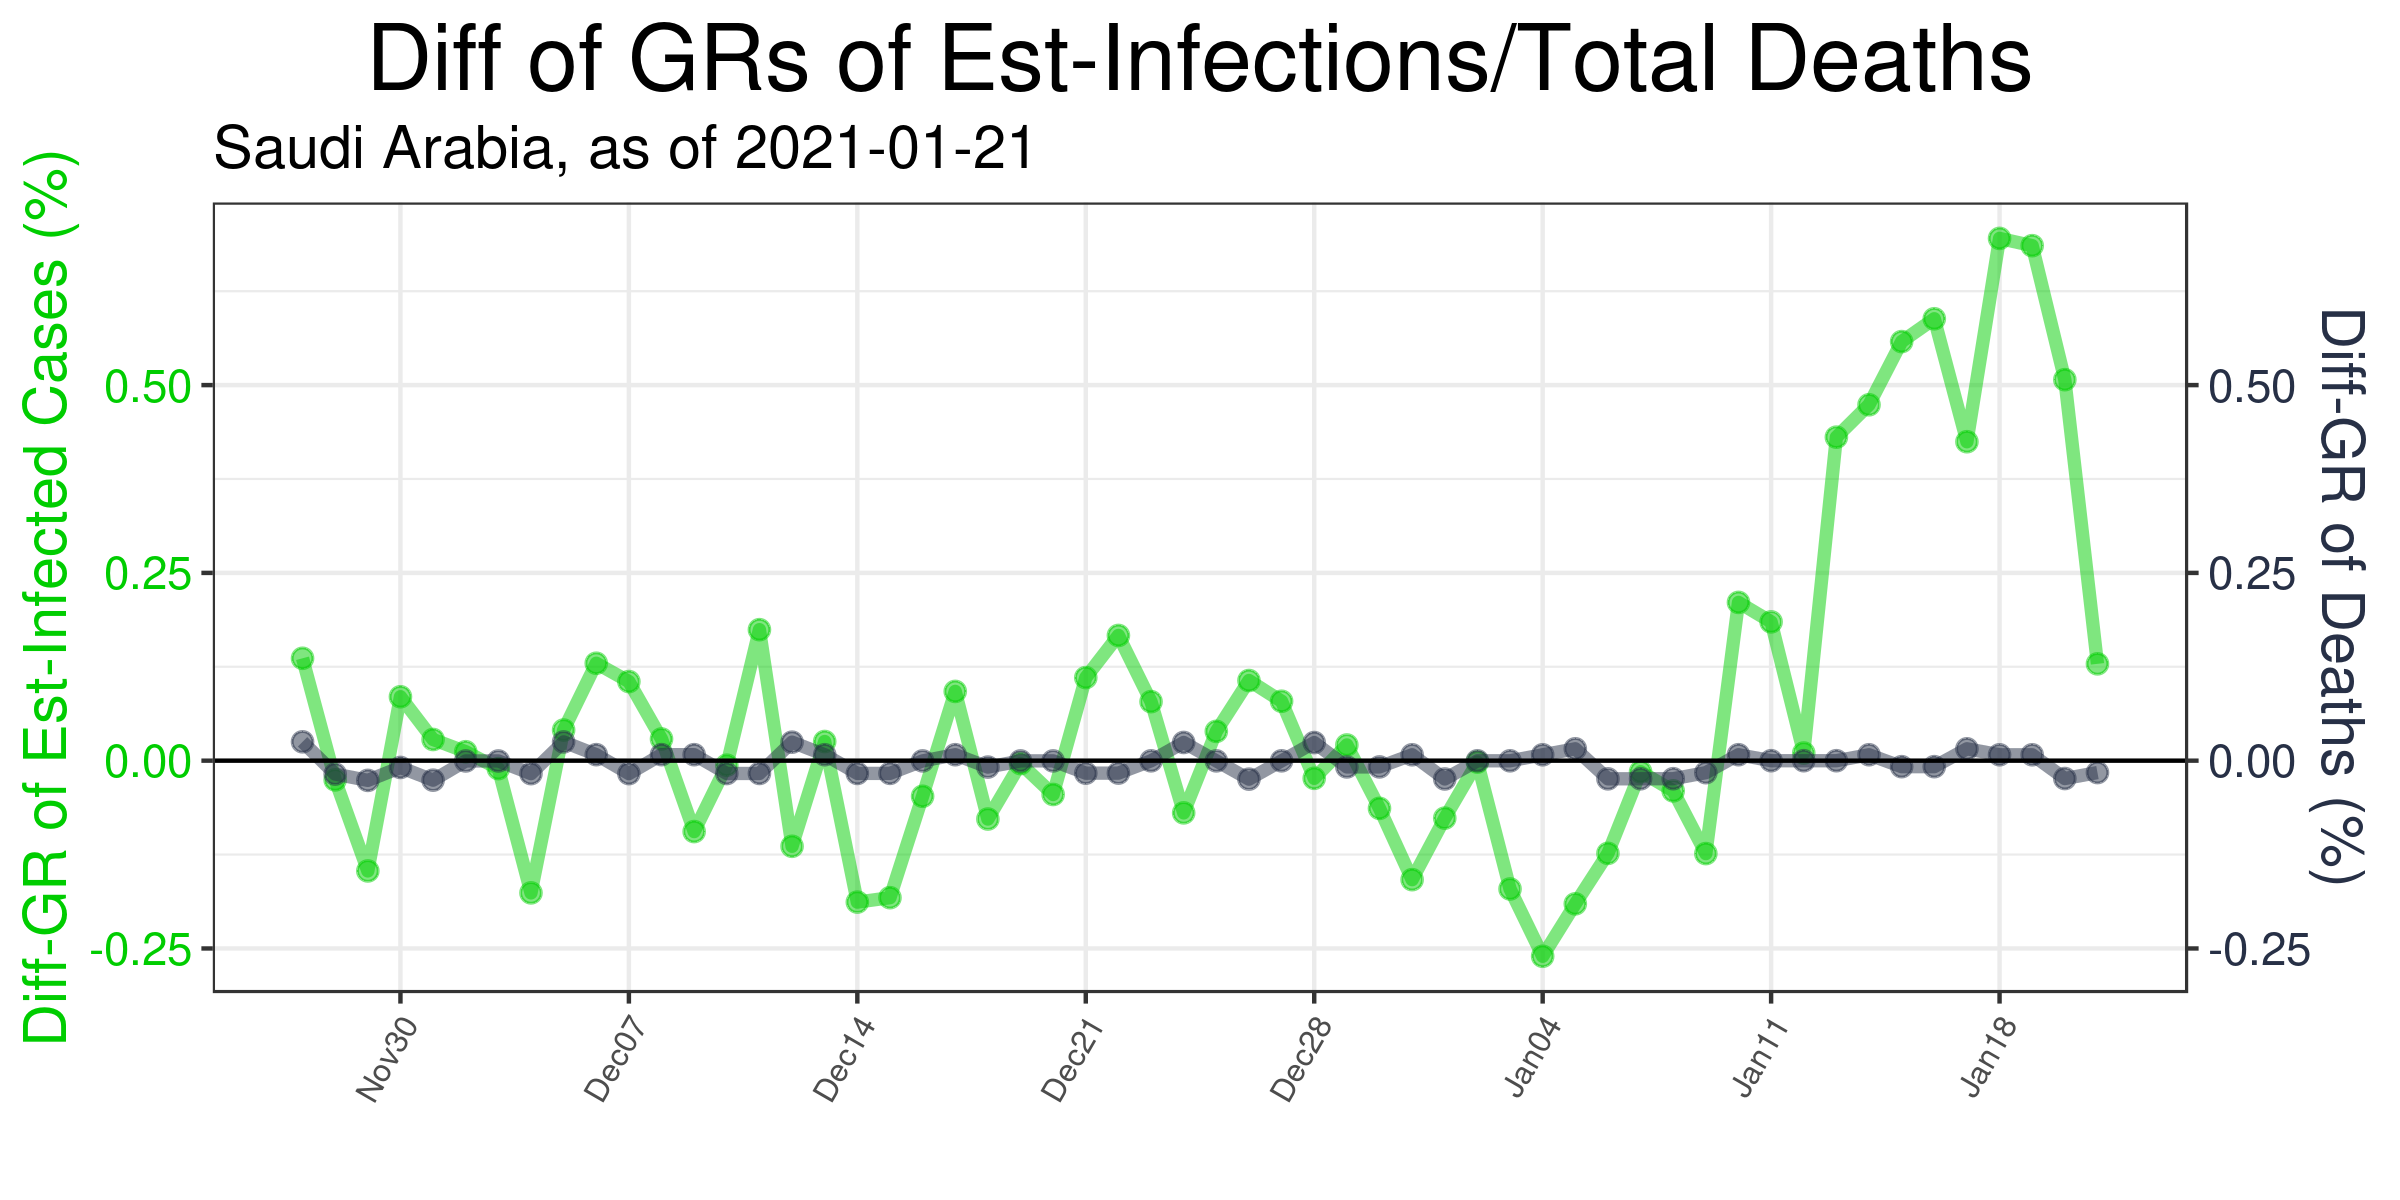 Diff of GRs of Est-Infections/Total Deaths
Saudi Arabia, as of 2021-01-21
Diff-GR of Est-Infected Cases (%)
0.50
0.25
0.00
-0.25
0.50
0.25
0.00
-0.25
Diff-GR of Deaths (%)
Nov30
Dec07
Dec14
Dec21
Dec28
Jan04
Jan11
Jan18